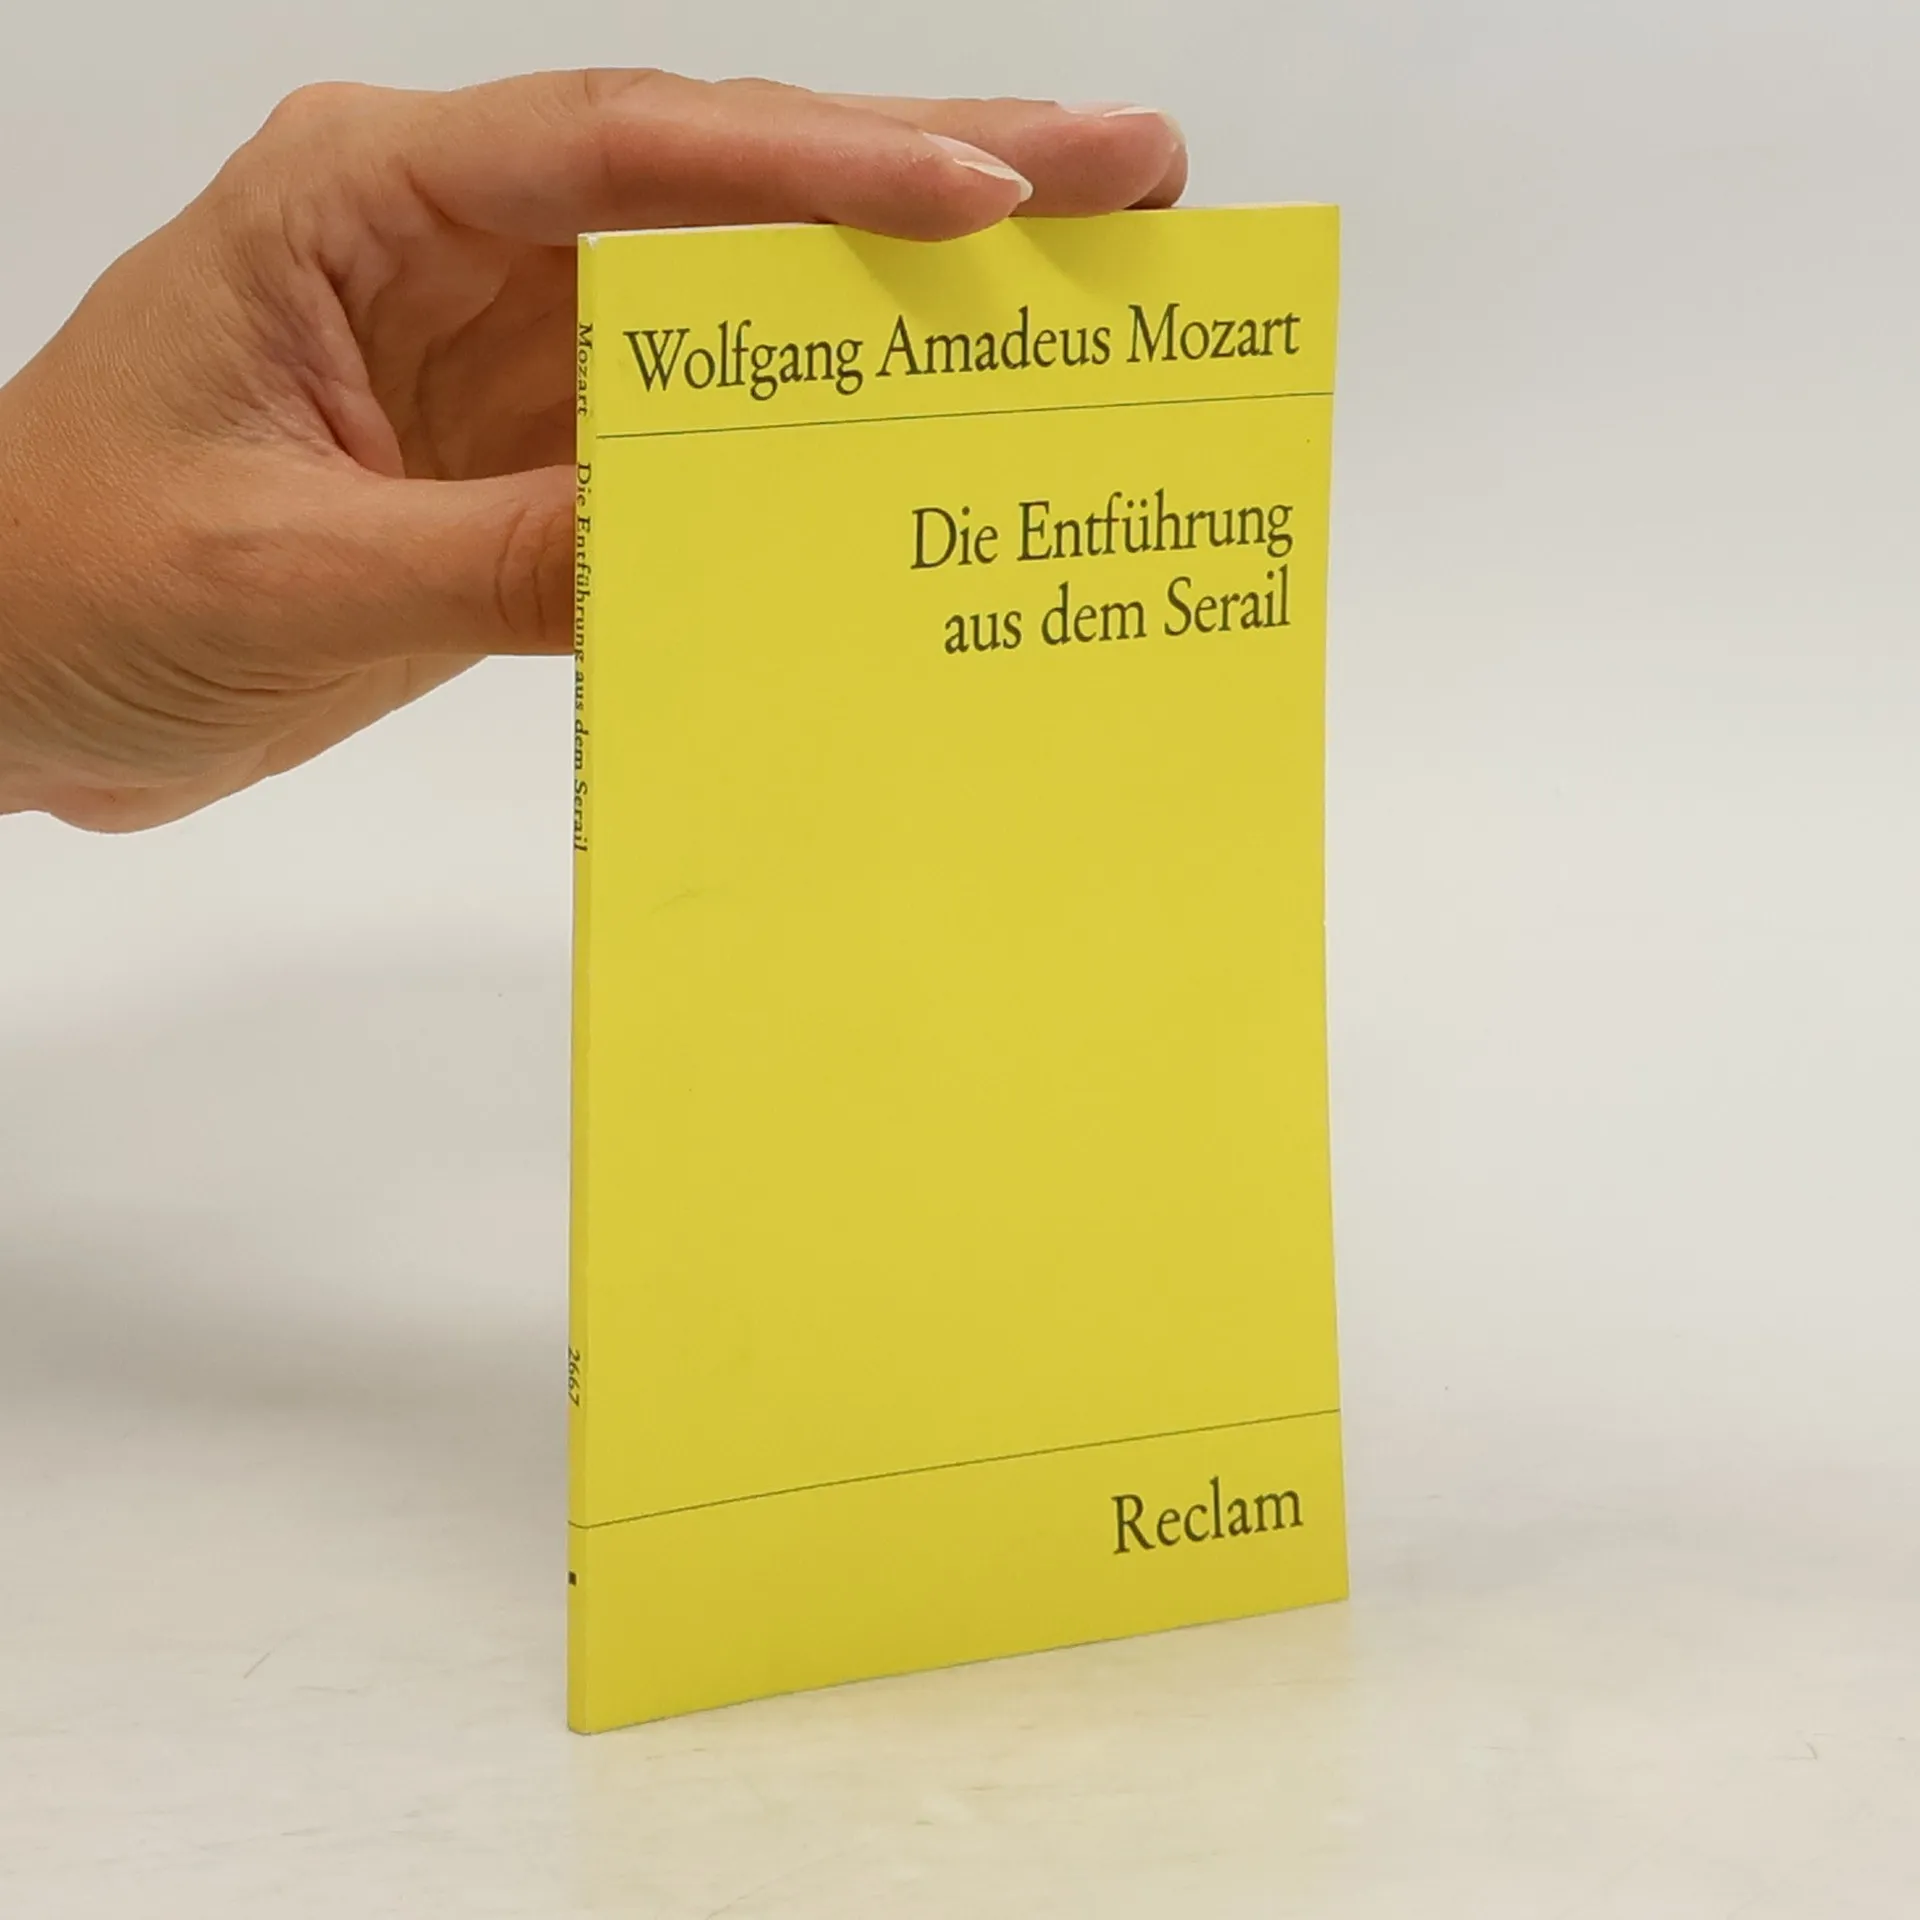 Wolfgang Amadeus Mozart
Die Entführung
aus dem Serail
Reclam
Mozart Die Entführung aus dem Serail
2667